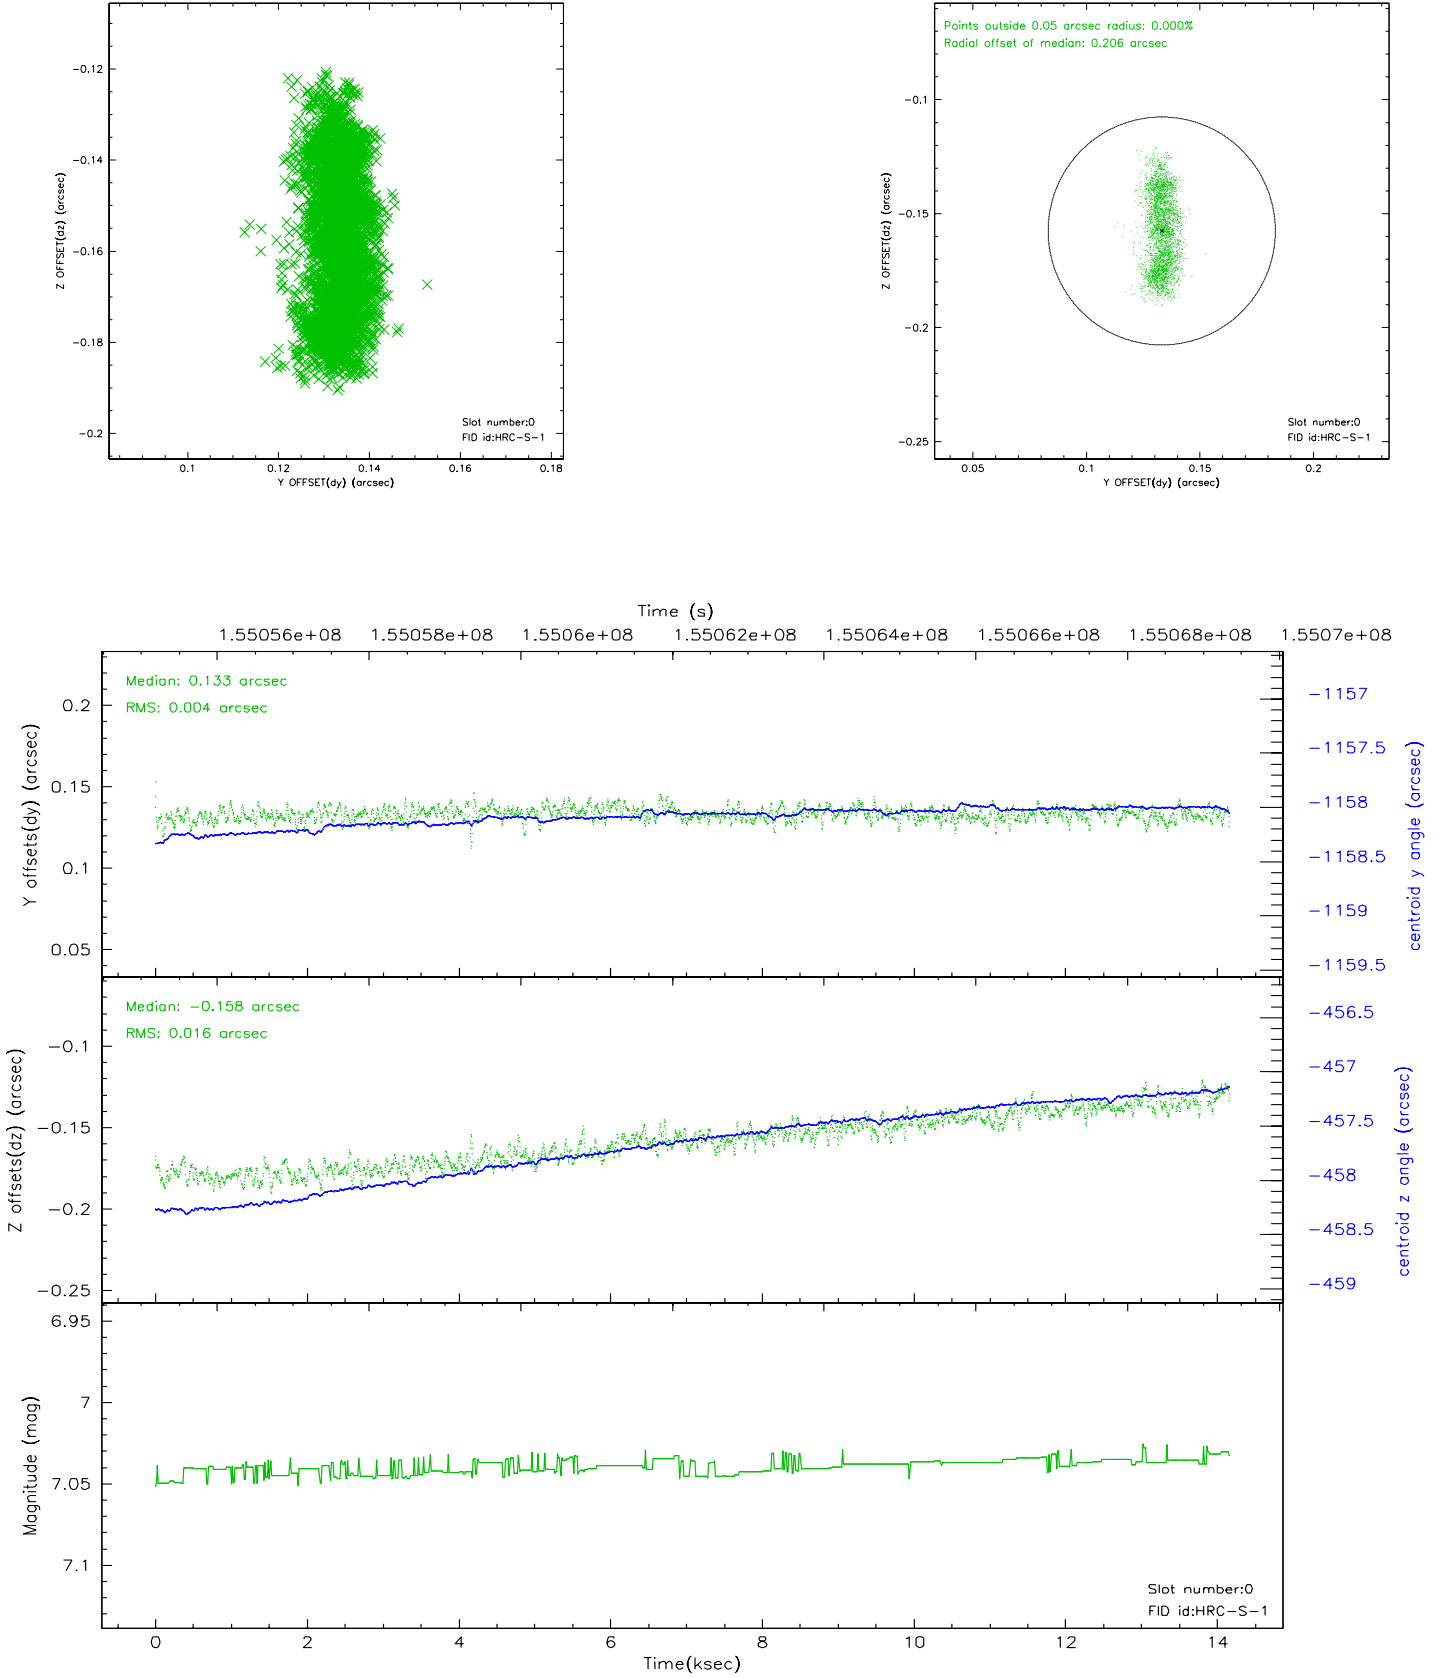 −0.12
−0.14
−0.16
−0.18
−0.2
Z OFFSET(dz) (arcsec)
0.1 0.12 0.14 0.16 0.18
Y OFFSET(dy) (arcsec)
Slot number:0
FID id:HRC−S−1
Points outside 0.05 arcsec radius: 0.000%
Radial offset of median: 0.206 arcsec
−0.1
−0.15
−0.2
−0.25
Z OFFSET(dz) (arcsec)
0.05 0.1 0.15 0.2
Y OFFSET(dy) (arcsec)
Slot number:0
FID id:HRC−S−1
Time (s)
1.55056e+08 1.55058e+08 1.5506e+08 1.55062e+08 1.55064e+08 1.55066e+08 1.55068e+08 1.5507e+08
Median: 0.133 arcsec
RMS: 0.004 arcsec
0.2
0.15
0.1
0.05
Y offsets(dy) (arcsec)
−1157
−1157.5
−1158
−1158.5
−1159
−1159.5
centroid y angle (arcsec)
Median: −0.158 arcsec
RMS: 0.016 arcsec
−0.1
−0.15
−0.2
−0.25
Z offsets(dz) (arcsec)
−456.5
−457
−457.5
−458
−458.5
−459
centroid z angle (arcsec)
6.95
7
7.05
7.1
Magnitude (mag)
Slot number:0
FID id:HRC−S−1
0 2 4 6 8 10 12 14
Time(ksec)